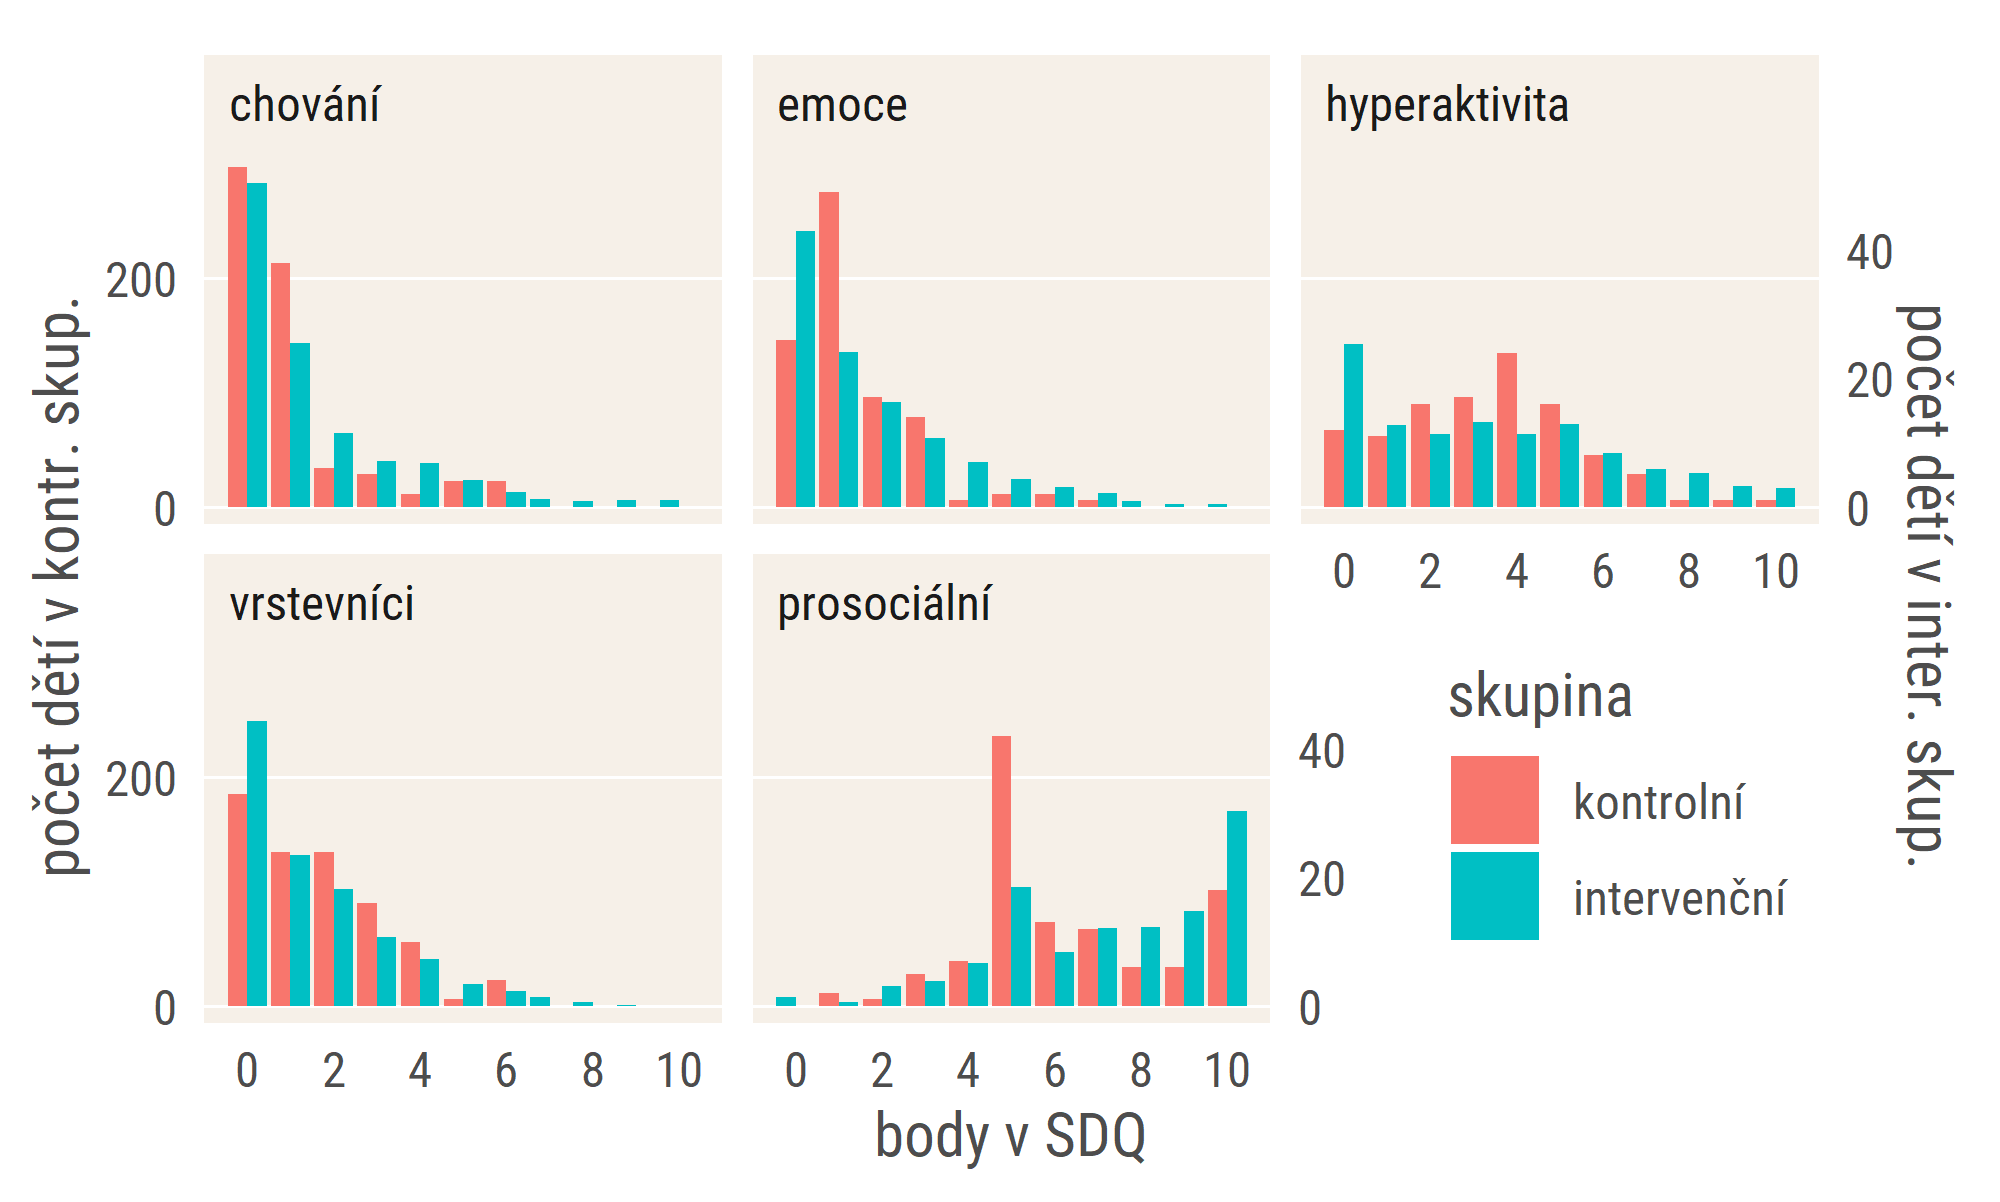 chování
emoce
hyperaktivita
200
0
40
20
0
0 2 4 6 8 10
počet dětí v kontr. skup.
počet dětí v inter. skup.
vrstevníci
prosociální
200
0
40
20
0
0 2 4 6 8 10
0 2 4 6 8 10
body v SDQ
skupina
kontrolní
intervenční